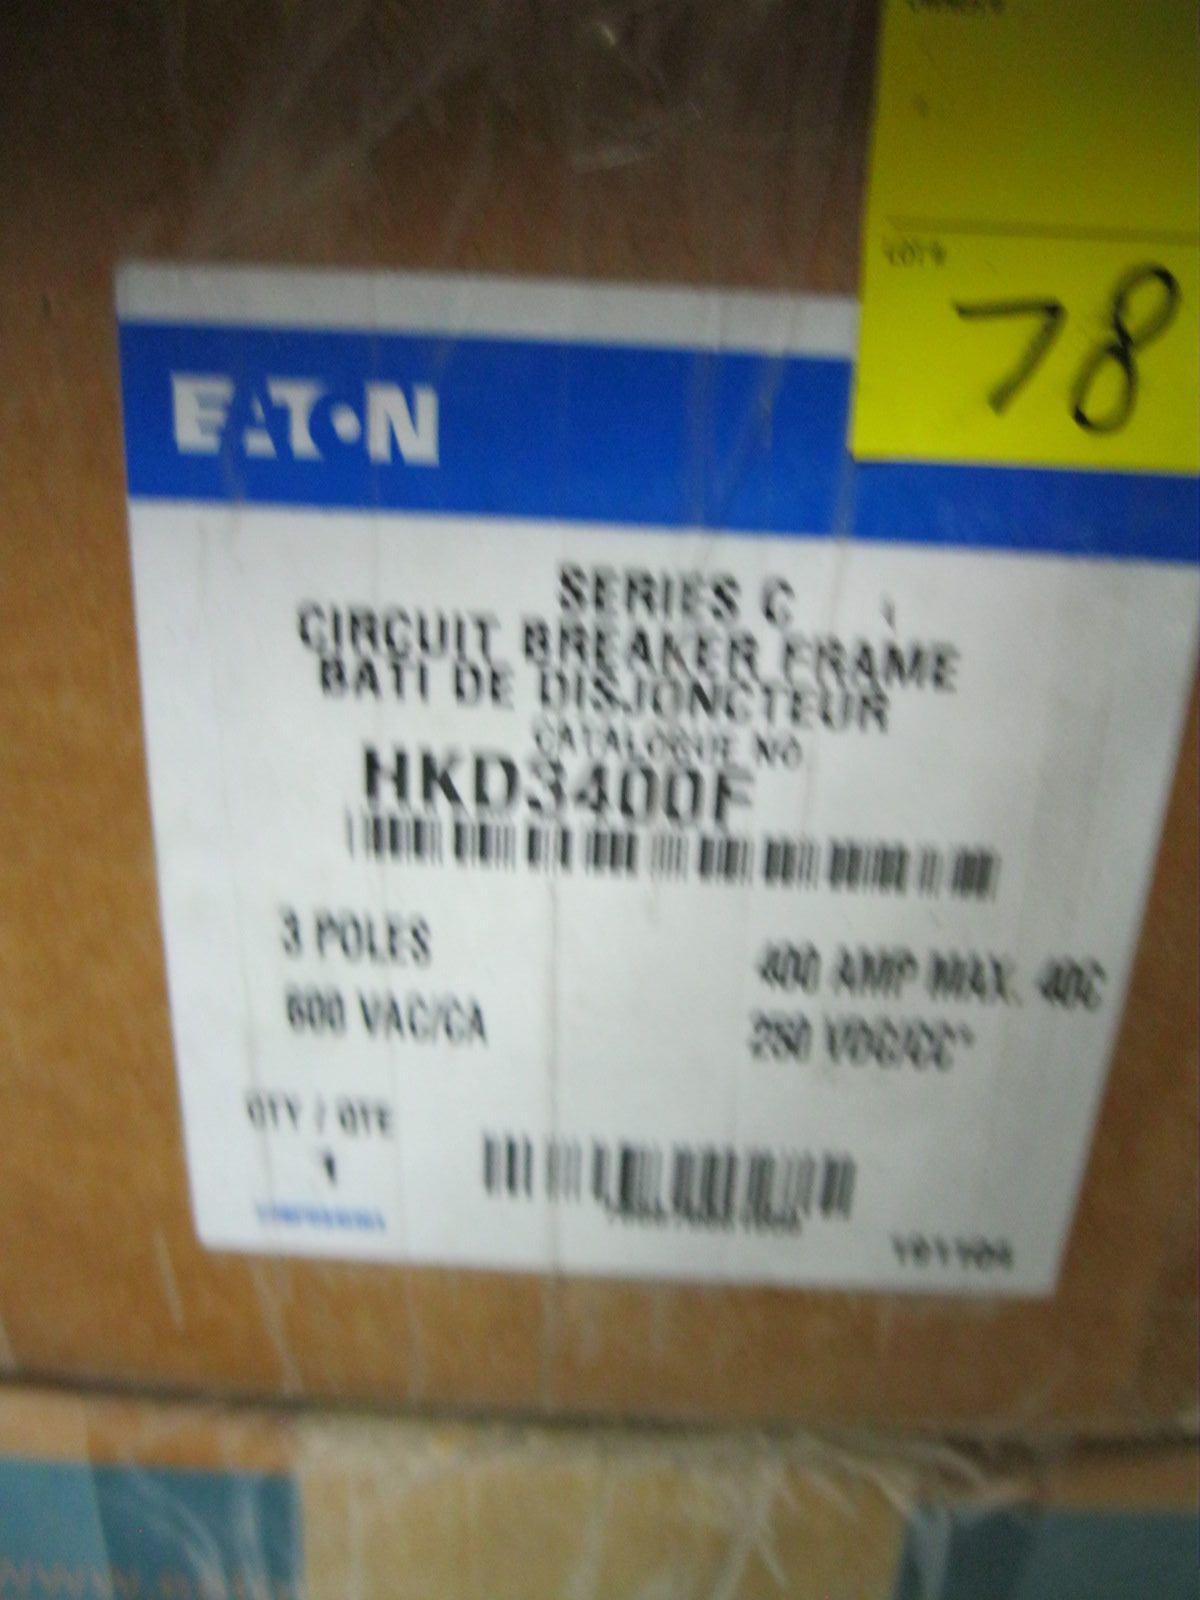 LOT#
78
EATON
SERIES C
CIRCUIT BREAKER FRAME
BATI DE DISJONCTEUR
CATALOGUE NO
HKD3400F
3 POLES
400 AMP MAX. 40C
600 VAC/CA
250 VDC/CC*
QTY / QTE
1